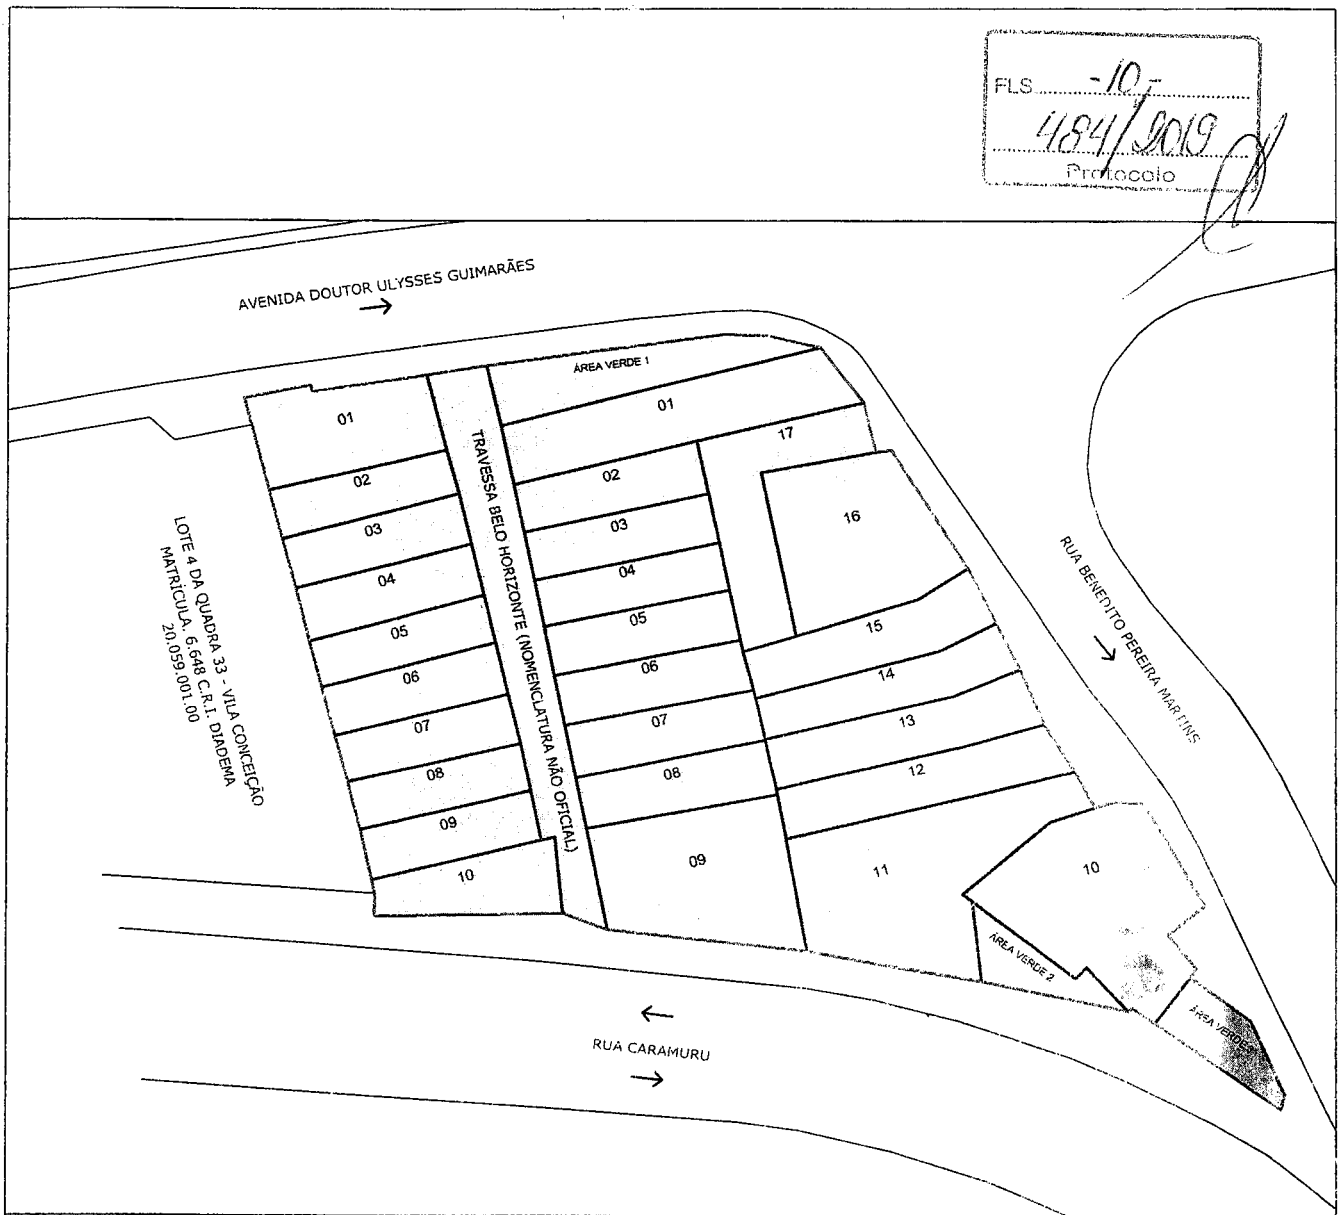 FLS. -10-
484/2019
Protocolo
AVENIDA DOUTOR ULYSSES GUIMARÃES
ÁREA VERDE 1
01
01
17
02
02
03
16
03
04
04
05
05
15
06
06
14
07
07
13
08
08
12
09
09
11
10
10
TRAVESSA BELO HORIZONTE (NOMENCLATURA NÃO OFICIAL)
LOTE 4 DA QUADRA 33 - VILA CONCEIÇÃO
MATRÍCULA. 6.648 C.R.I. DIADEMA
20.059.001.00
RUA BENEDITO PEREIRA MARTINS
ÁREA VERDE 2
ÁREA VERDE
RUA CARAMURU